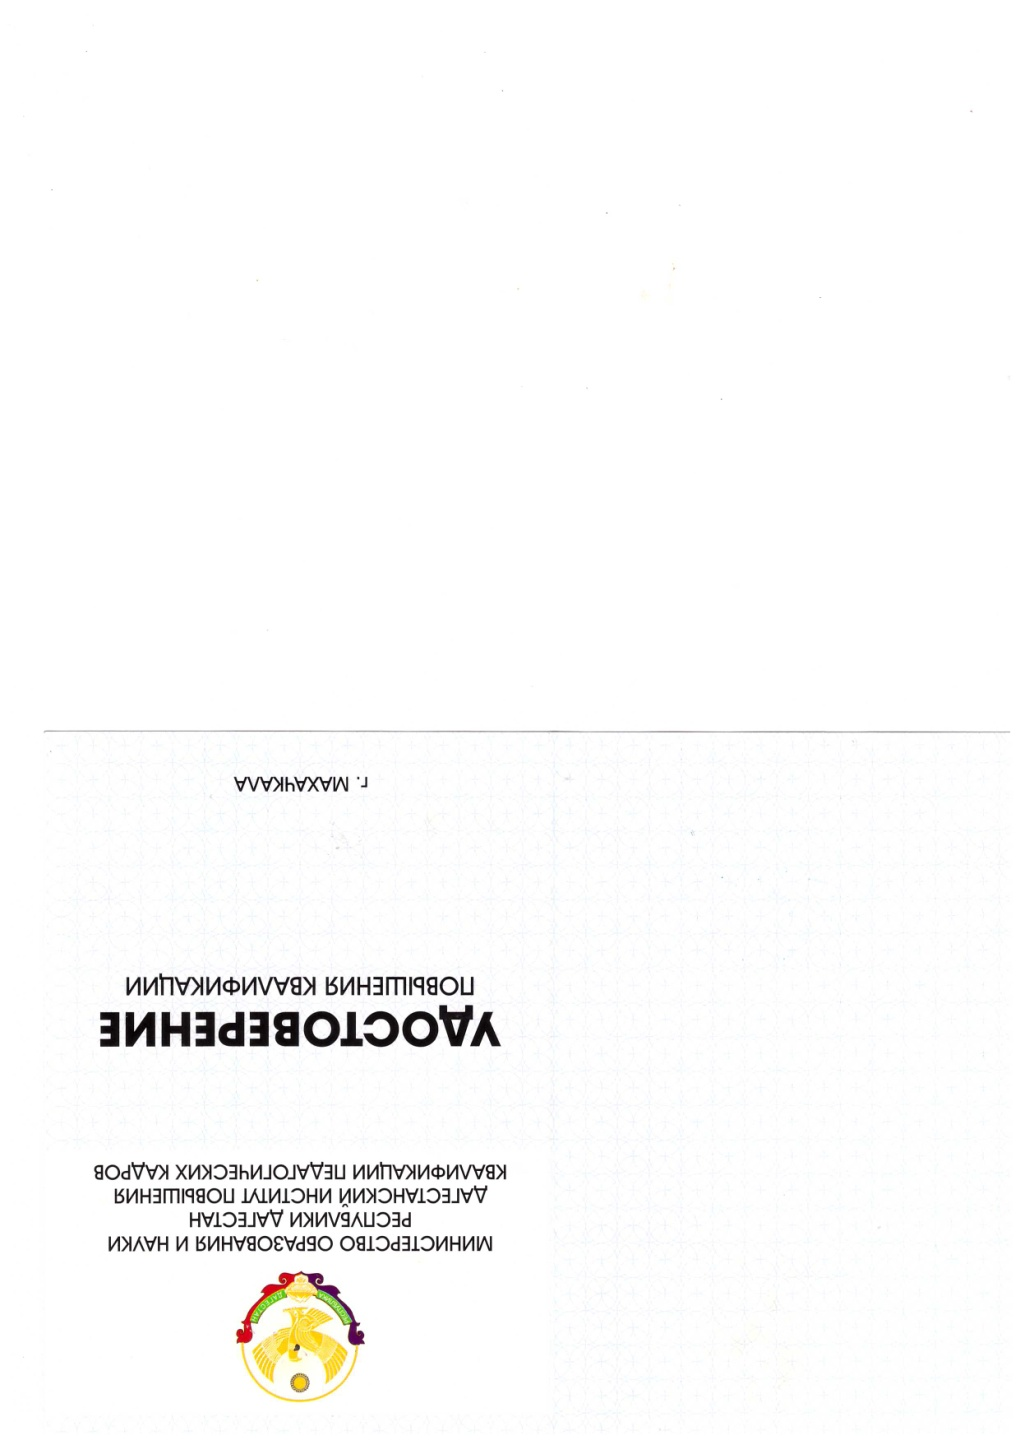 МИНИСТЕРСТВО ОБРАЗОВАНИЯ И НАУКИ
РЕСПУБЛИКИ ДАГЕСТАН
ДАГЕСТАНСКИЙ ИНСТИТУТ ПОВЫШЕНИЯ
КВАЛИФИКАЦИИ ПЕДАГОГИЧЕСКИХ КАДРОВ
УДОСТОВЕРЕНИЕ
ПОВЫШЕНИЯ КВАЛИФИКАЦИИ
г. МАХАЧКАЛА